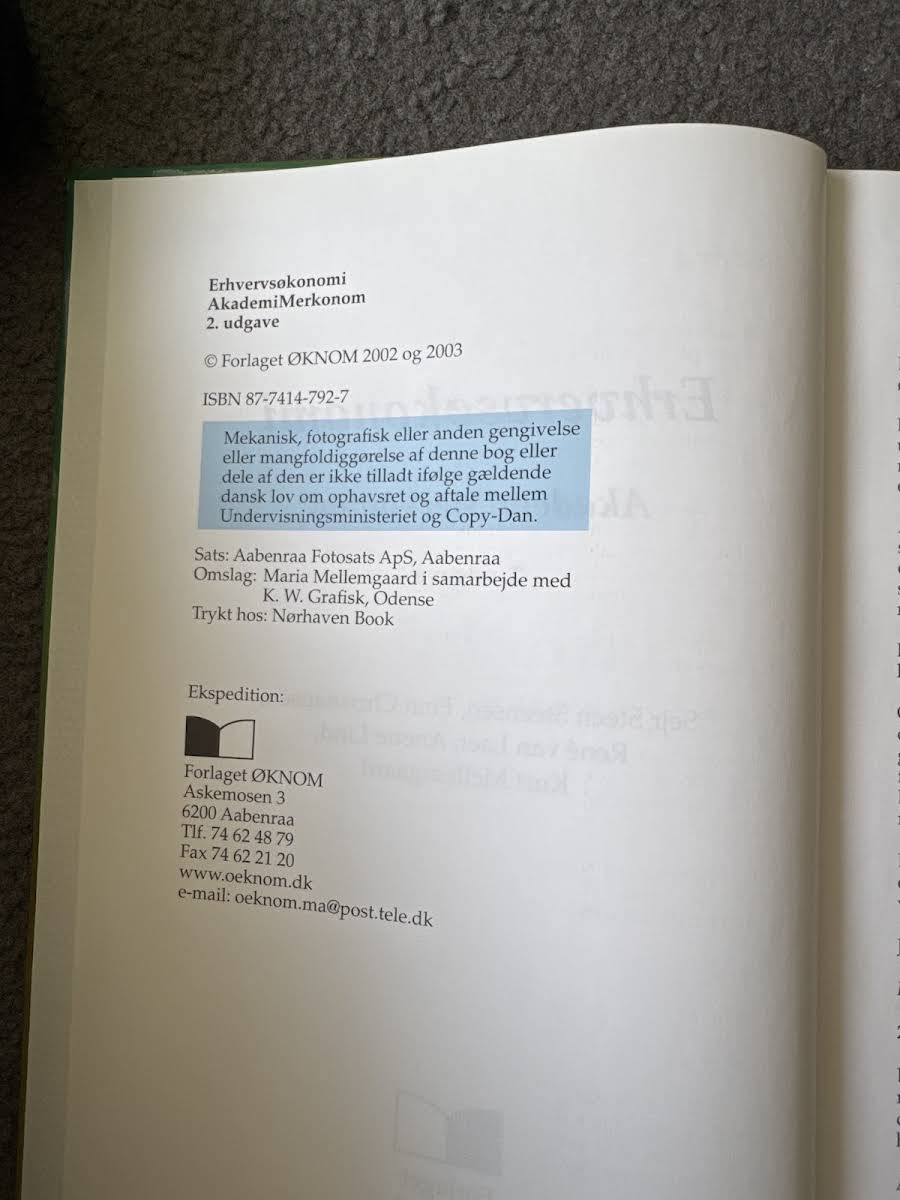 Erhvervsøkonomi
AkademiMerkonom
2. udgave
© Forlaget ØKNOM 2002 og 2003
ISBN 87-7414-792-7
Mekanisk, fotografisk eller anden gengivelse
eller mangfoldiggørelse af denne bog eller
dele af den er ikke tilladt ifølge gældende
dansk lov om ophavsret og aftale mellem
Undervisningsministeriet og Copy-Dan.
Sats: Aabenraa Fotosats ApS, Aabenraa
Omslag: Maria Mellemgaard i samarbejde med
K. W. Grafisk, Odense
Trykt hos: Nørhaven Book
Ekspedition:
Forlaget ØKNOM
Askemosen 3
6200 Aabenraa
Tlf. 74 62 48 79
Fax 74 62 21 20
www.oeknom.dk
e-mail: oeknom.ma@post.tele.dk